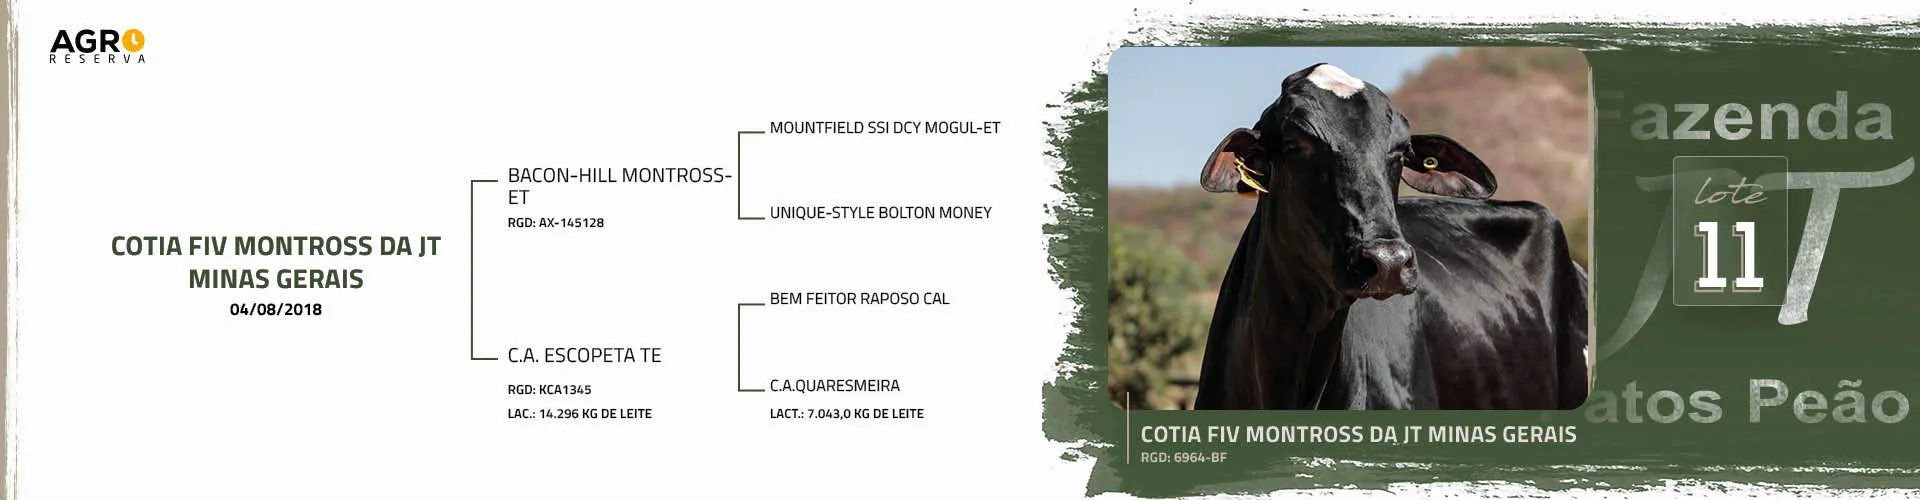 AGRO
RESERVA
COTIA FIV MONTROSS DA JT
MINAS GERAIS
04/08/2018
BACON-HILL MONTROSS-
ET
RGD: AX-145128
C.A. ESCOPETA TE
RGD: KCA1345
LAC.: 14.296 KG DE LEITE
MOUNTFIELD SSI DCY MOGUL-ET
UNIQUE-STYLE BOLTON MONEY
BEM FEITOR RAPOSO CAL
C.A.QUARESMEIRA
LACT.: 7.043,0 KG DE LEITE
Fazenda
JT
lote
11
atos Peão
COTIA FIV MONTROSS DA JT MINAS GERAIS
RGD: 6964-BF